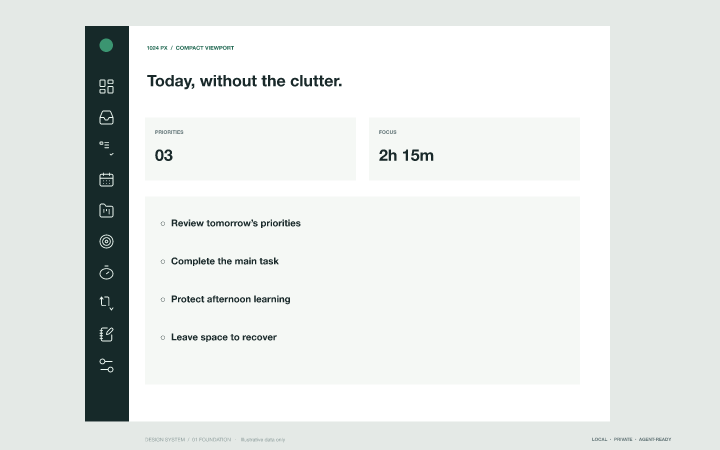 1024 PX / COMPACT VIEWPORT
Today, without the clutter.
PRIORITIES
03
FOCUS
2h 15m
Review tomorrow's priorities
Complete the main task
Protect afternoon learning
Leave space to recover
DESIGN SYSTEM / 01 FOUNDATION · Illustrative data only
LOCAL · PRIVATE · AGENT-READY